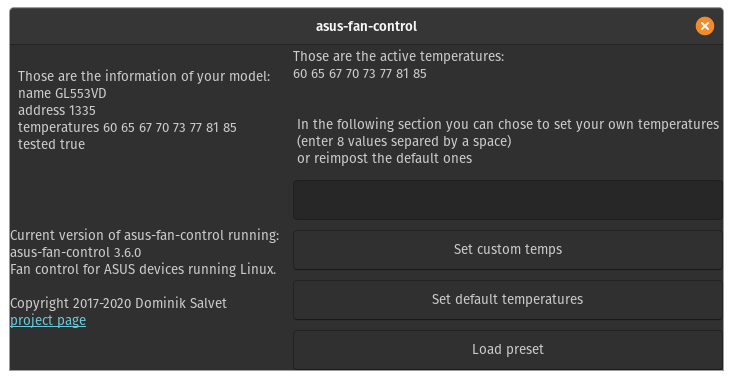 asus-fan-control
Those are the information of your model:
name GL553VD
address 1335
temperatures 60 65 67 70 73 77 81 85
tested true
Current version of asus-fan-control running:
asus-fan-control 3.6.0
Fan control for ASUS devices running Linux.
Copyright 2017-2020 Dominik Salvet
project page
Those are the active temperatures:
60 65 67 70 73 77 81 85
In the following section you can chose to set your own temperatures
(enter 8 values separed by a space)
or reimpost the default ones
Set custom temps
Set default temperatures
Load preset